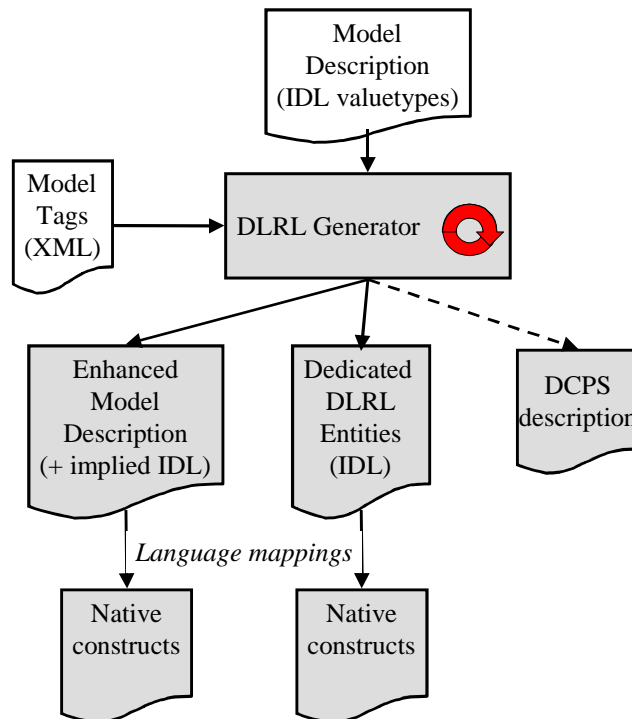 Model
Description
(IDL valuetypes)
Model
Tags
(XML)
DLRL Generator
Enhanced
Model
Description
(+ implied IDL)
Dedicated
DLRL
Entities
(IDL)
DCPS
description
Language mappings
Native
constructs
Native
constructs